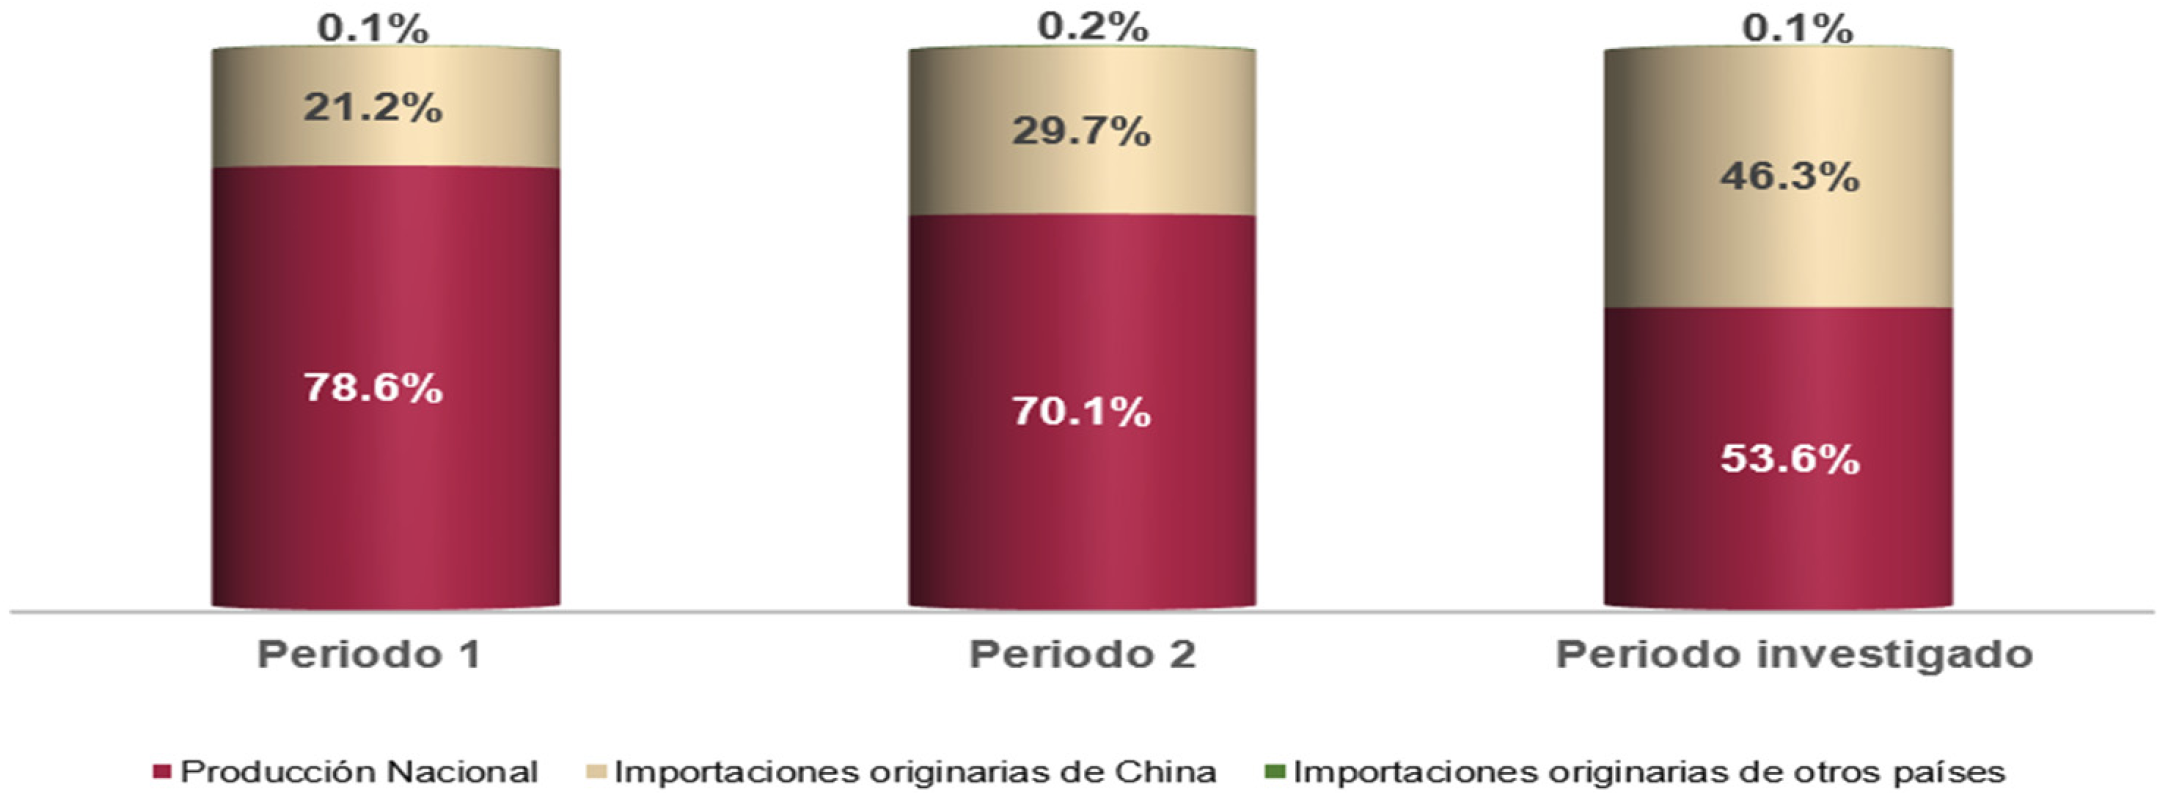 0.1% 0.2% 0.1%
21.2% 29.7% 46.3%
78.6% 70.1% 53.6%
Periodo 1 Periodo 2 Periodo investigado
Producción Nacional Importaciones originarias de China Importaciones originarias de otros países